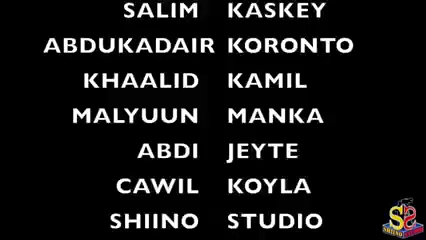 SALIM KASKEY
ABDUKADAIR KORONTO
KHAALID KAMIL
MALYUUN MANKA
ABDI JEYTE
CAWIL KOYLA
SHIINO STUDIO